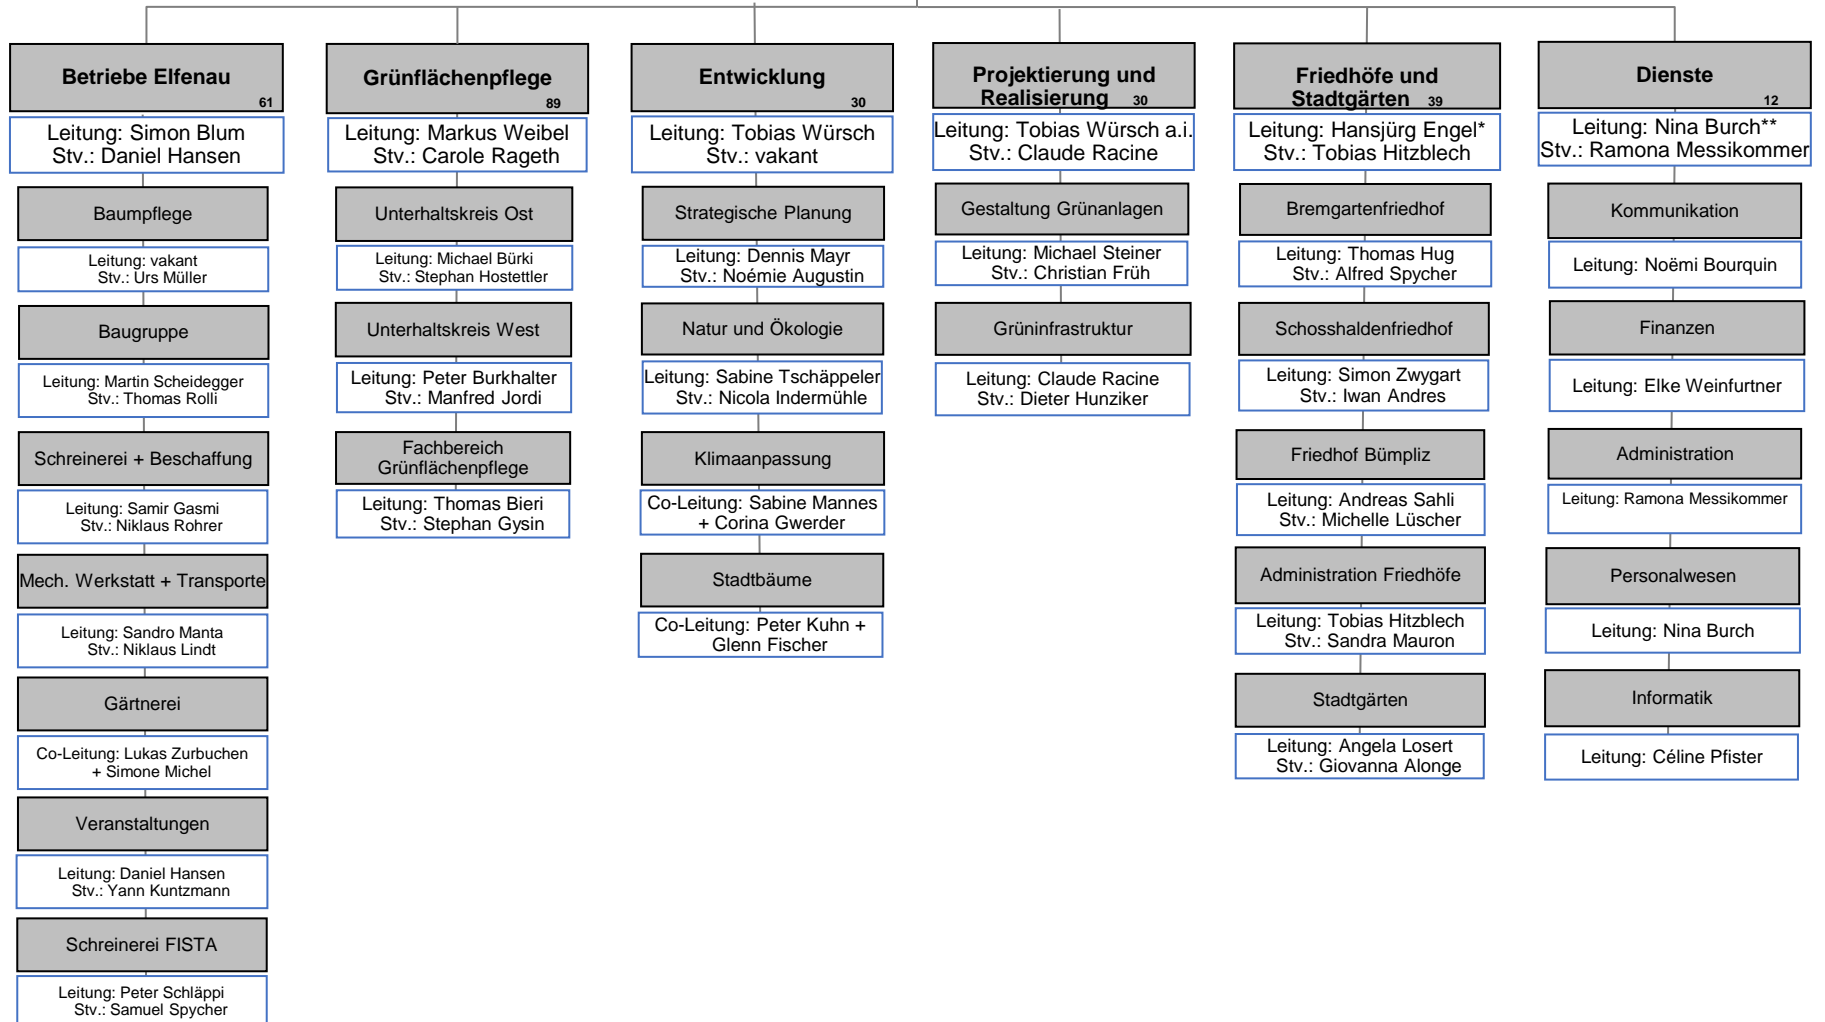 Betriebe Elfenau
61
Leitung: Simon Blum
Stv.: Daniel Hansen
Baumpflege
Leitung: vakant
Stv.: Urs Müller
Baugruppe
Leitung: Martin Scheidegger
Stv.: Thomas Rolli
Schreinerei + Beschaffung
Leitung: Samir Gasmi
Stv.: Niklaus Rohrer
Mech. Werkstatt + Transporte
Leitung: Sandro Manta
Stv.: Niklaus Lindt
Gärtnerei
Co-Leitung: Lukas Zurbuchen
+ Simone Michel
Veranstaltungen
Leitung: Daniel Hansen
Stv.: Yann Kuntzmann
Schreinerei FISTA
Leitung: Peter Schläppi
Stv.: Samuel Spycher
Grünflächenpflege
89
Leitung: Markus Weibel
Stv.: Carole Rageth
Unterhaltskreis Ost
Leitung: Michael Bürki
Stv.: Stephan Hostettler
Unterhaltskreis West
Leitung: Peter Burkhalter
Stv.: Manfred Jordi
Fachbereich
Grünflächenpflege
Leitung: Thomas Bieri
Stv.: Stephan Gysin
Entwicklung
30
Leitung: Tobias Würsch
Stv.: vakant
Strategische Planung
Leitung: Dennis Mayr
Stv.: Noémie Augustin
Natur und Ökologie
Leitung: Sabine Tschäppeler
Stv.: Nicola Indermühle
Klimaanpassung
Co-Leitung: Sabine Mannes
+ Corina Gwerder
Stadtbäume
Co-Leitung: Peter Kuhn +
Glenn Fischer
Projektierung und
Realisierung 30
Leitung: Tobias Würsch a.i.
Stv.: Claude Racine
Gestaltung Grünanlagen
Leitung: Michael Steiner
Stv.: Christian Früh
Grüninfrastruktur
Leitung: Claude Racine
Stv.: Dieter Hunziker
Friedhöfe und
Stadtgärten 39
Leitung: Hansjürg Engel*
Stv.: Tobias Hitzblech
Bremgartenfriedhof
Leitung: Thomas Hug
Stv.: Alfred Spycher
Schosshaldenfriedhof
Leitung: Simon Zwygart
Stv.: Iwan Andres
Friedhof Bümpliz
Leitung: Andreas Sahli
Stv.: Michelle Lüscher
Administration Friedhöfe
Leitung: Tobias Hitzblech
Stv.: Sandra Mauron
Stadtgärten
Leitung: Angela Losert
Stv.: Giovanna Alonge
Dienste
12
Leitung: Nina Burch**
Stv.: Ramona Messikommer
Kommunikation
Leitung: Noëmi Bourquin
Finanzen
Leitung: Elke Weinfurtner
Administration
Leitung: Ramona Messikommer
Personalwesen
Leitung: Nina Burch
Informatik
Leitung: Céline Pfister